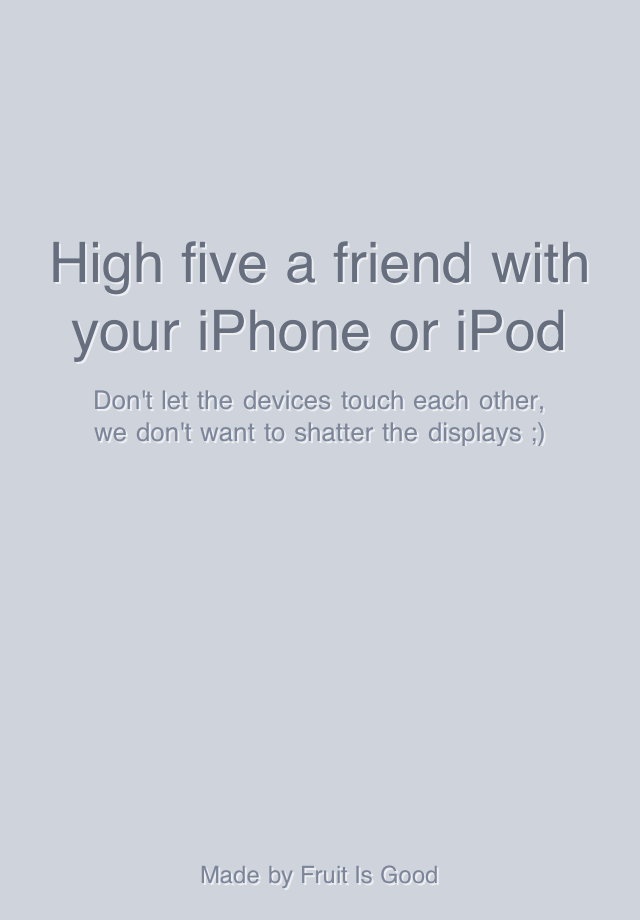 High five a friend with
your iPhone or iPod
Don't let the devices touch each other,
we don't want to shatter the displays ;)
Made by Fruit Is Good